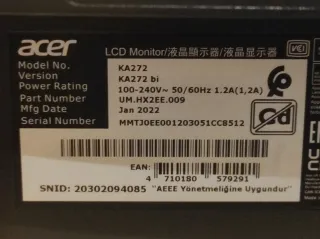 acer
LCD Monitor/液晶顯示器/液晶显示器
Model No. KA272
Version KA272 bi
Power Rating 100-240V~ 50/60Hz 1.2A(1,2A)
Part Number UM.HX2EE.009
Mfg Date Jan 2022
Serial Number MMTJ0EE001203051CC8512
Cd
EAN:
4 710180 579291
SNID: 20302094085 "AEEE Yönetmeliğine Uygundur"